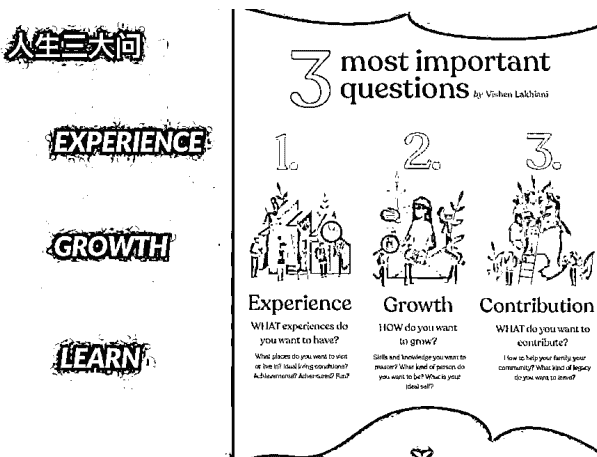 人生三大问
EXPERIENCE
GROWTH
LEARN
3 most important
questions by Vishen Lakhiani
1.
2.
3.
Experience
WHAT experiences do
you want to have?
What places do you want to visit
or live in? Ideal living conditions?
Achievements? Adventures? Fun?
Growth
HOW do you want
to grow?
Skills and knowledge you want to
master? What kind of person do
you want to be? What is your
ideal self?
Contribution
WHAT do you want to
contribute?
How to help your family, your
community? What kind of legacy
do you want to leave?